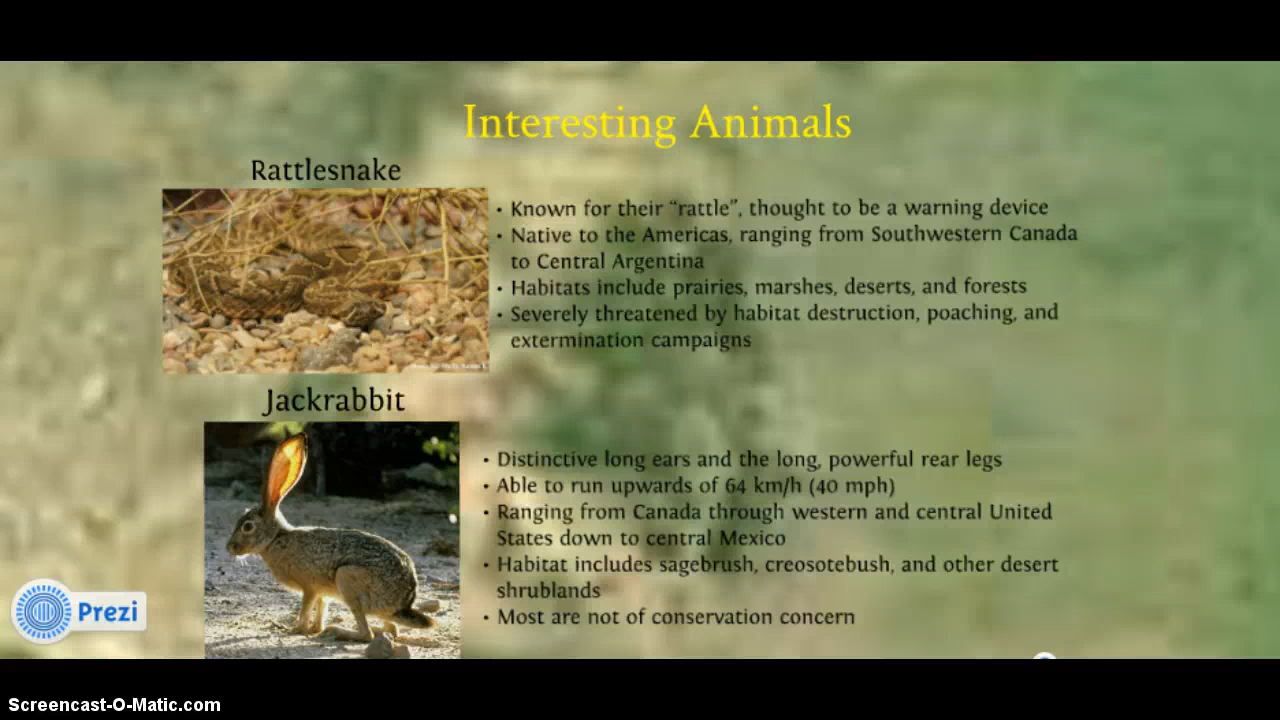 Interesting Animals
Rattlesnake
• Known for their “rattle”, thought to be a warning device
• Native to the Americas, ranging from Southwestern Canada
to Central Argentina
• Habitats include prairies, marshes, deserts, and forests
• Severely threatened by habitat destruction, poaching, and
extermination campaigns
Jackrabbit
• Distinctive long ears and the long, powerful rear legs
• Able to run upwards of 64 km/h (40 mph)
• Ranging from Canada through western and central United
States down to central Mexico
• Habitat includes sagebrush, creosotebush, and other desert
shrublands
• Most are not of conservation concern
Prezi
Screencast-O-Matic.com